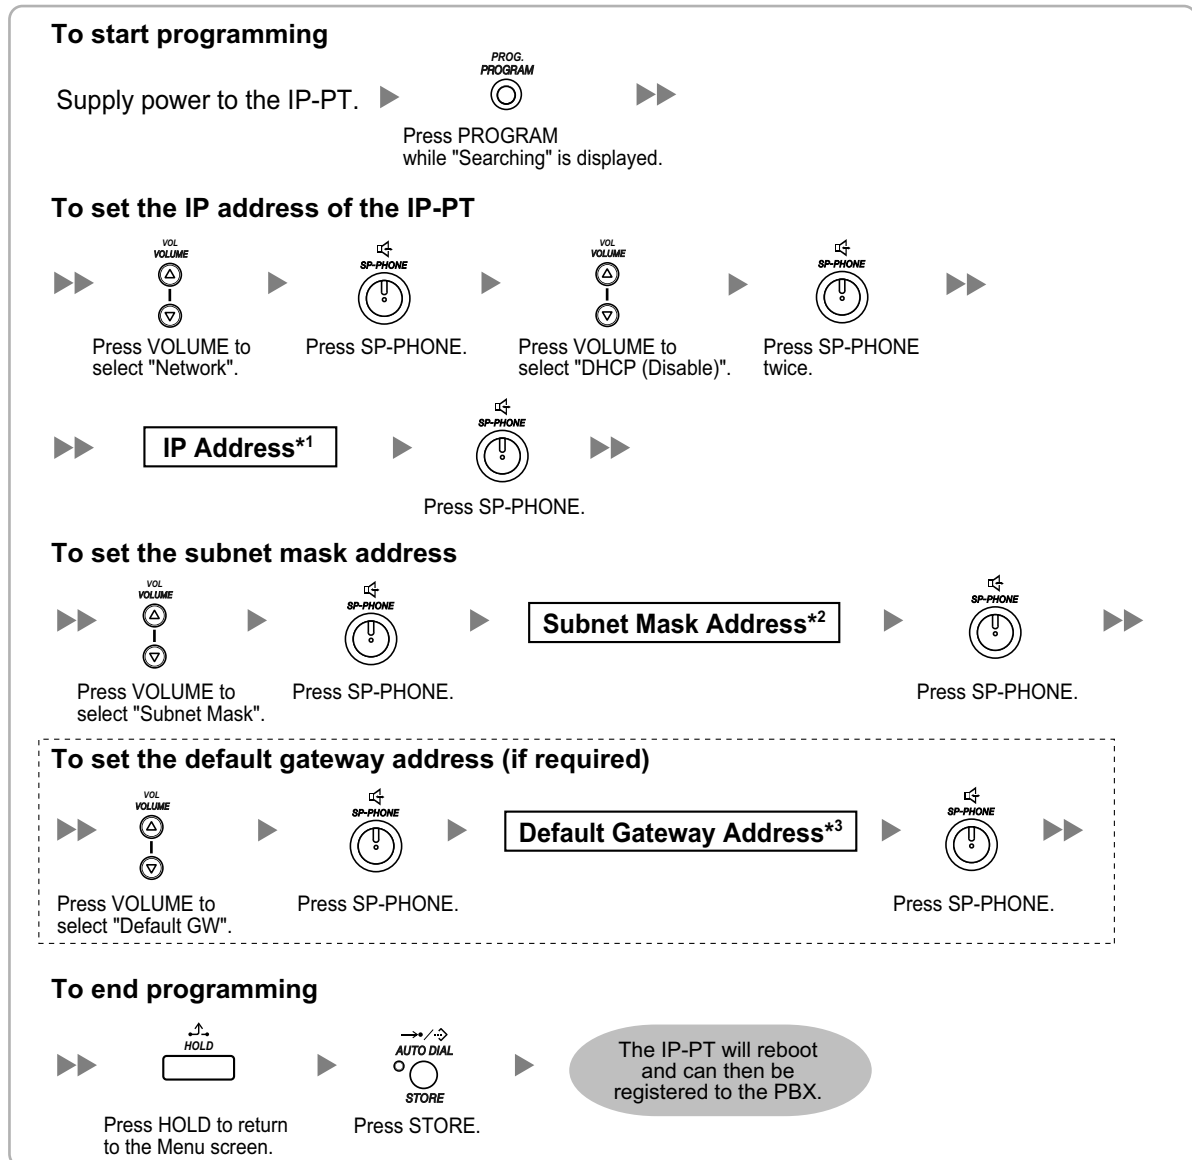 To start programming
PROG.
PROGRAM
Supply power to the IP-PT.
Press PROGRAM
while "Searching" is displayed.
To set the IP address of the IP-PT
VOL
VOLUME
SP-PHONE
VOL
VOLUME
SP-PHONE
Press VOLUME to
select "Network".
Press SP-PHONE.
Press VOLUME to
select "DHCP (Disable)".
Press SP-PHONE
twice.
IP Address*1
SP-PHONE
Press SP-PHONE.
To set the subnet mask address
VOL
VOLUME
SP-PHONE
Subnet Mask Address*2
SP-PHONE
Press VOLUME to
select "Subnet Mask".
Press SP-PHONE.
Press SP-PHONE.
To set the default gateway address (if required)
VOL
VOLUME
SP-PHONE
Default Gateway Address*3
SP-PHONE
Press VOLUME to
select "Default GW".
Press SP-PHONE.
Press SP-PHONE.
To end programming
HOLD
AUTO DIAL
STORE
The IP-PT will reboot
and can then be
registered to the PBX.
Press HOLD to return
to the Menu screen.
Press STORE.